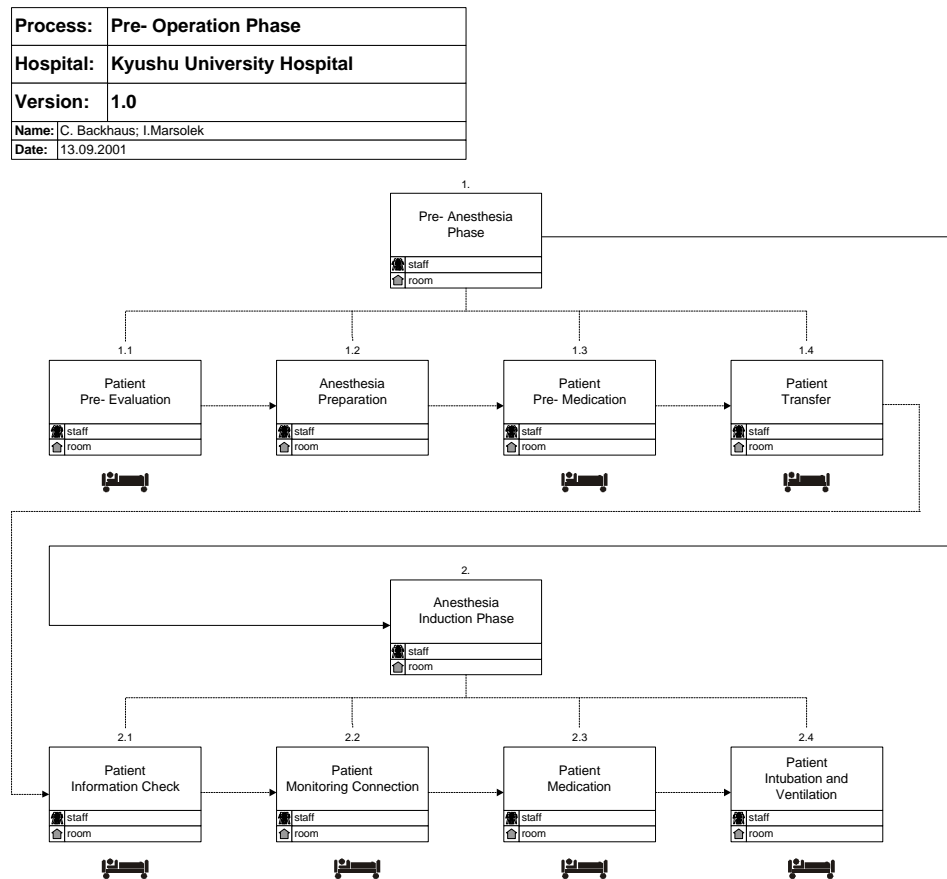 Process: Pre- Operation Phase
Hospital: Kyushu University Hospital
Version: 1.0
Name: C. Backhaus; I.Marsolek
Date: 13.09.2001
1.
Pre- Anesthesia
Phase
staff
room
1.1
Patient
Pre- Evaluation
staff
room
1.2
Anesthesia
Preparation
staff
room
1.3
Patient
Pre- Medication
staff
room
1.4
Patient
Transfer
staff
room
2.
Anesthesia
Induction Phase
staff
room
2.1
Patient
Information Check
staff
room
2.2
Patient
Monitoring Connection
staff
room
2.3
Patient
Medication
staff
room
2.4
Patient
Intubation and
Ventilation
staff
room